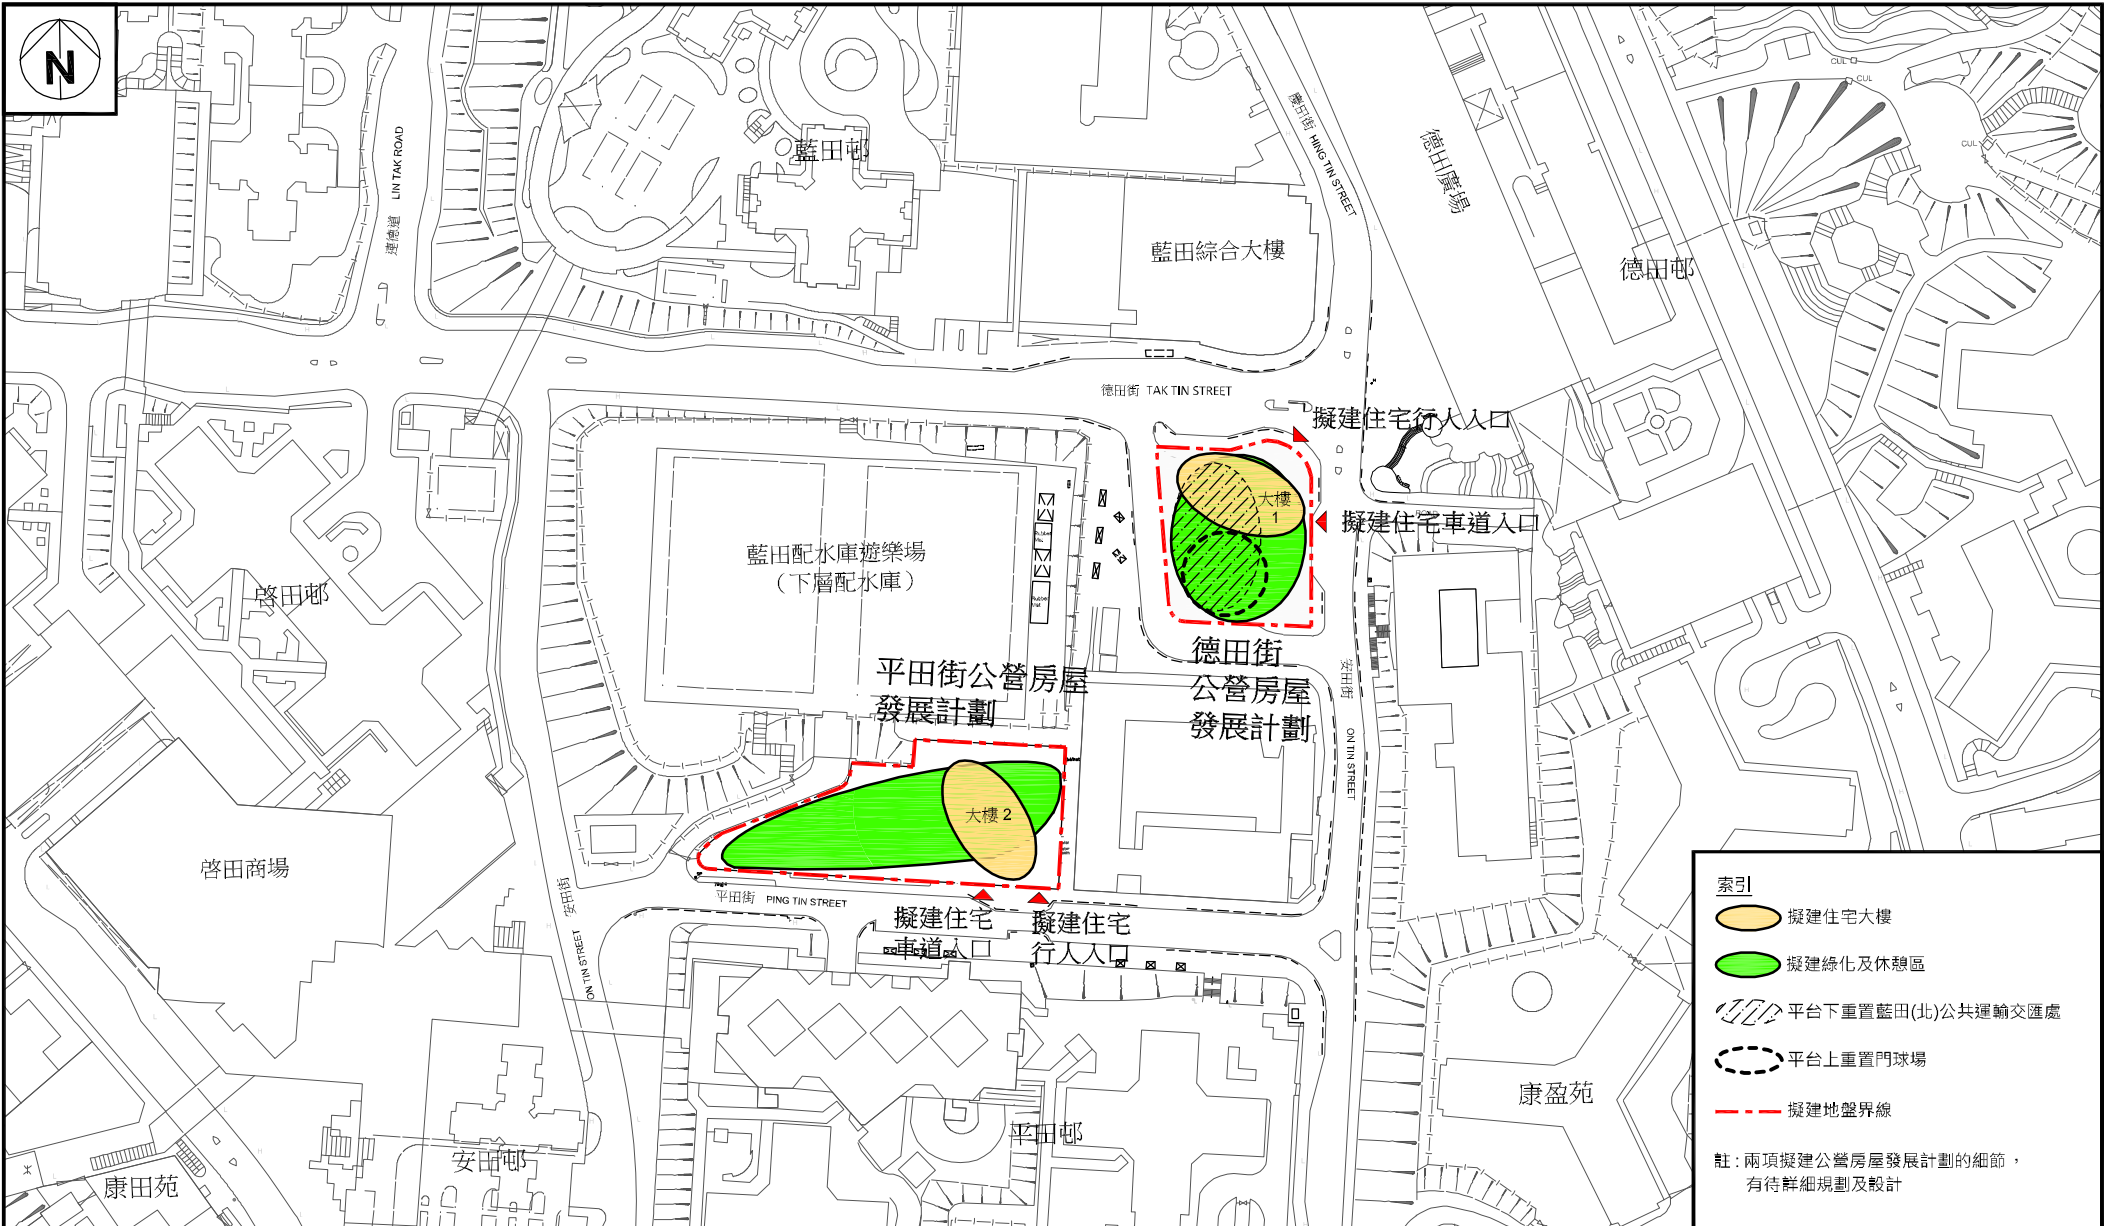 N
CUL
CUL
CUL
連德道 LIN TAK ROAD
藍田邨
慶田街 HING TIN STREET
德田廣場
藍田綜合大樓
德田邨
德田街 TAK TIN STREET
擬建住宅行人入口
大樓
1
擬建住宅車道入口
藍田配水庫遊樂場
（下層配水庫）
啓田邨
德田街
公營房屋
發展計劃
平田街公營房屋
發展計劃
安田街 ON TIN STREET
大樓 2
啓田商場
安田街 ON TIN STREET
平田街 PING TIN STREET
擬建住宅
車道入口
擬建住宅
行人入口
康盈苑
平田邨
安田邨
康田苑
索引
擬建住宅大樓
擬建綠化及休憩區
平台下重置藍田(北)公共運輸交匯處
平台上重置門球場
擬建地盤界線
註：兩項擬建公營房屋發展計劃的細節，
有待詳細規劃及設計